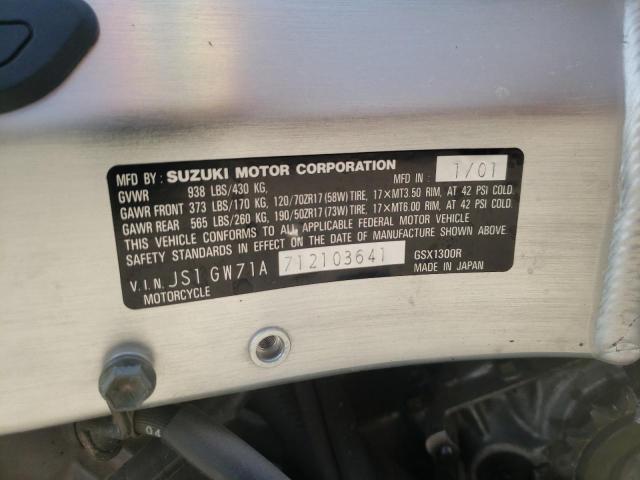 MFD BY: SUZUKI MOTOR CORPORATION MFD IN : 1/01
GVWR 938 LBS/430 KG,
GAWR FRONT 373 LBS/170 KG, 120/70ZR17(58W)TIRE, 17×MT3.50 RIM, AT 42 PSI COLD
GAWR REAR 565 LBS/260 KG, 190/50ZR17(73W)TIRE, 17×MT6.00 RIM, AT 42 PSI COLD
THIS VEHICLE CONFORMS TO ALL APPLICABLE FEDERAL MOTOR VEHICLE
SAFETY STANDARDS IN EFFECT ON THE DATE OF MANUFACTURE SHOWN ABOVE.
V.I.N. JS1GW71A 712103641 GSX1300R
MOTORCYCLE MADE IN JAPAN
04